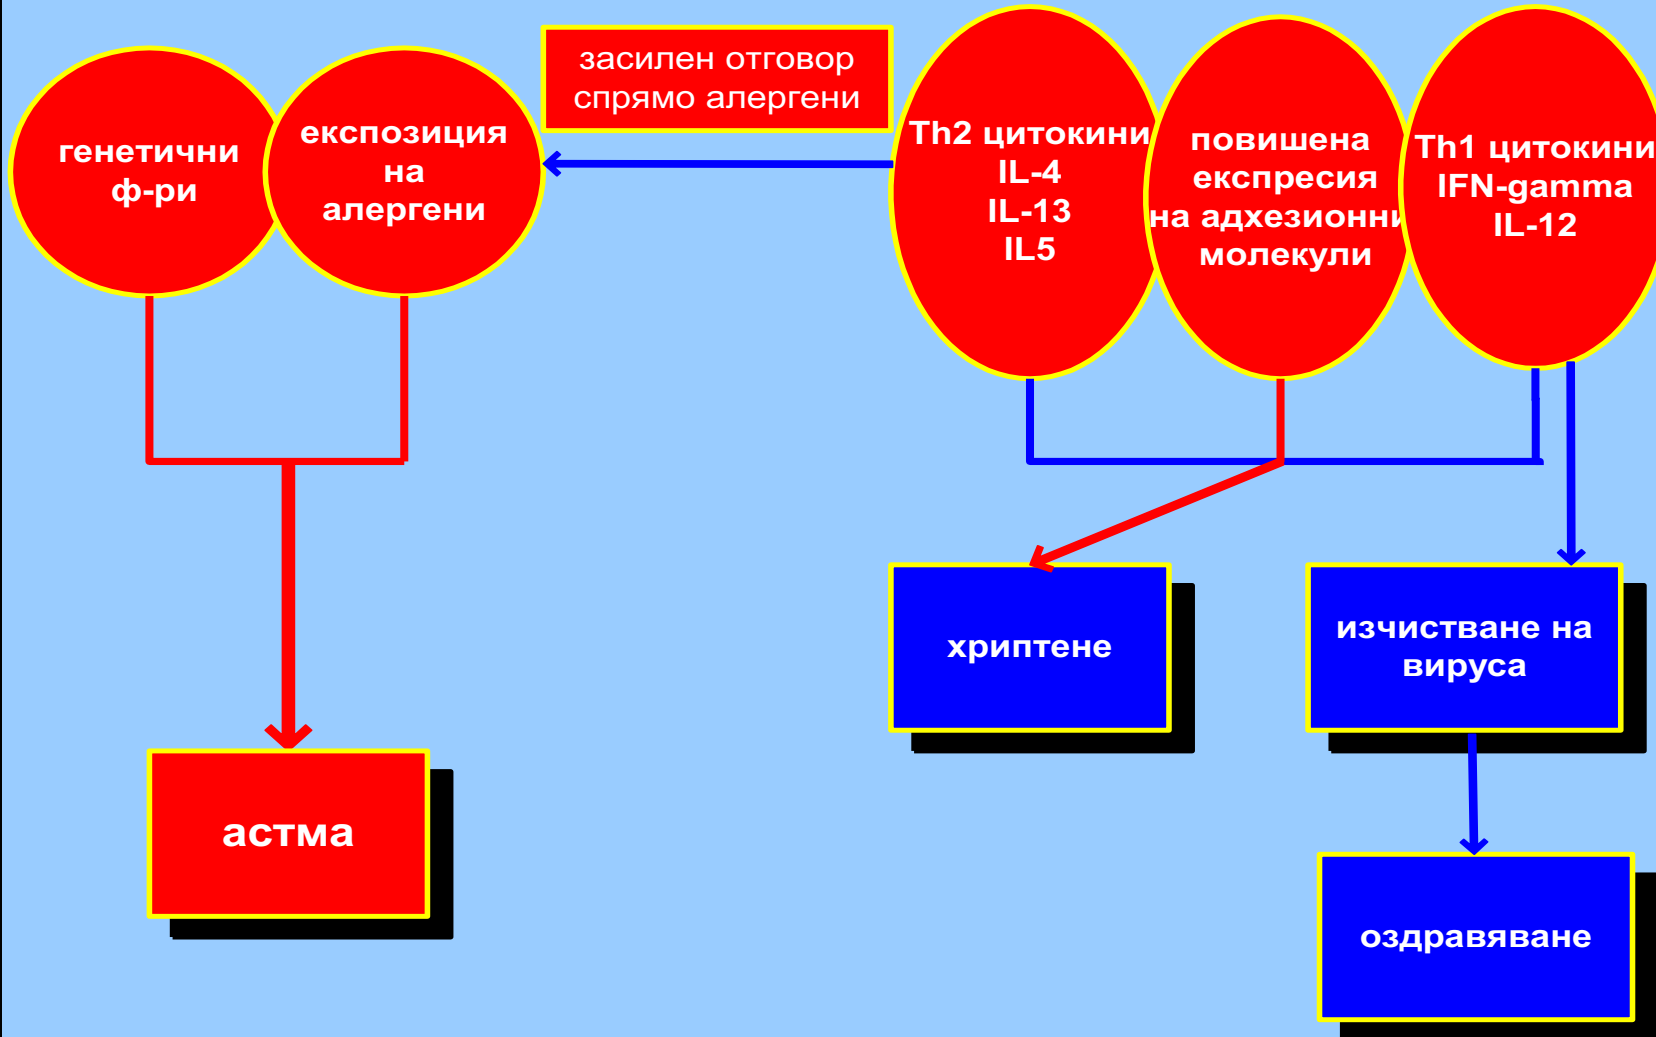 генетични
ф-ри
експозиция
на
алергени
засилен отговор
спрямо алергени
Th2 цитокини
IL-4
IL-13
IL5
повишена
експресия
на адхезионни
молекули
Th1 цитокини
IFN-gamma
IL-12
хриптене
изчистване на
вируса
астма
оздравяване